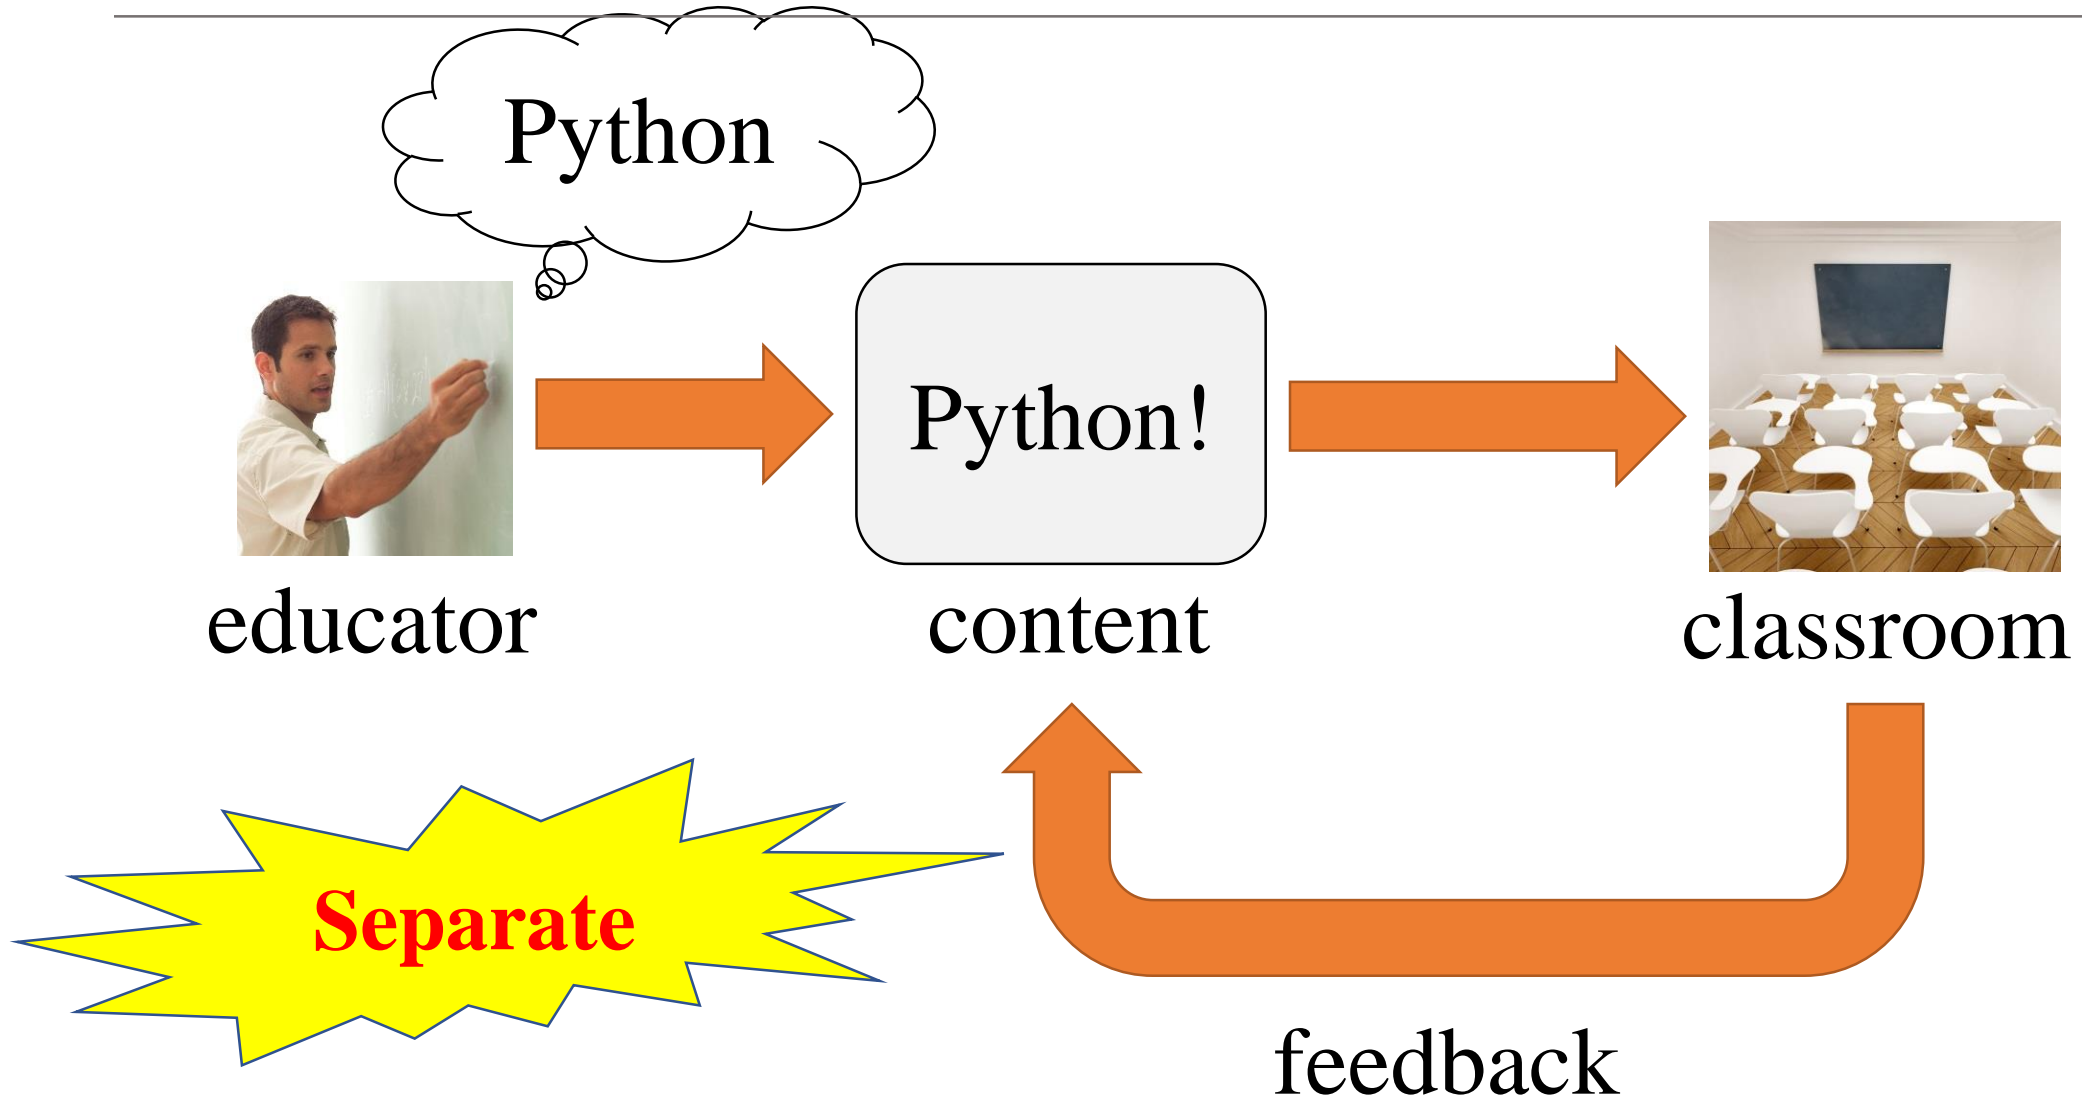 Python
Python!
educator
content
classroom
Separate
feedback